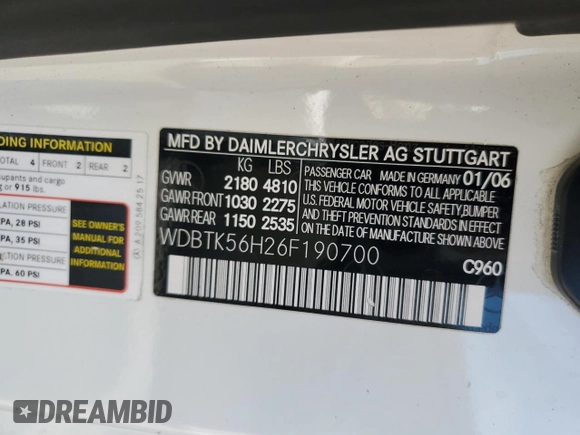 DING INFORMATION
TOTAL 4 FRONT 2 REAR 2
upants and cargo
g or 915 lbs.
LATION PRESSURE
PA, 28 PSI
PA, 35 PSI
TION PRESSURE
PA, 60 PSI
SEE OWNER'S
MANUAL FOR
ADDITIONAL
INFORMATION
MFD BY DAIMLERCHRYSLER AG STUTTGART
KG LBS
GVWR 2180 4810
GAWR FRONT 1030 2275
GAWR REAR 1150 2535
PASSENGER CAR MADE IN GERMANY 01/06
THIS VEHICLE CONFORMS TO ALL APPLICABLE
U.S. FEDERAL MOTOR VEHICLE SAFETY, BUMPER
AND THEFT PREVENTION STANDARDS IN EFFECT
ON THE DATE OF MANUFACTURE SHOWN ABOVE
WDBTK56H26F190700
C960
DREAMBID